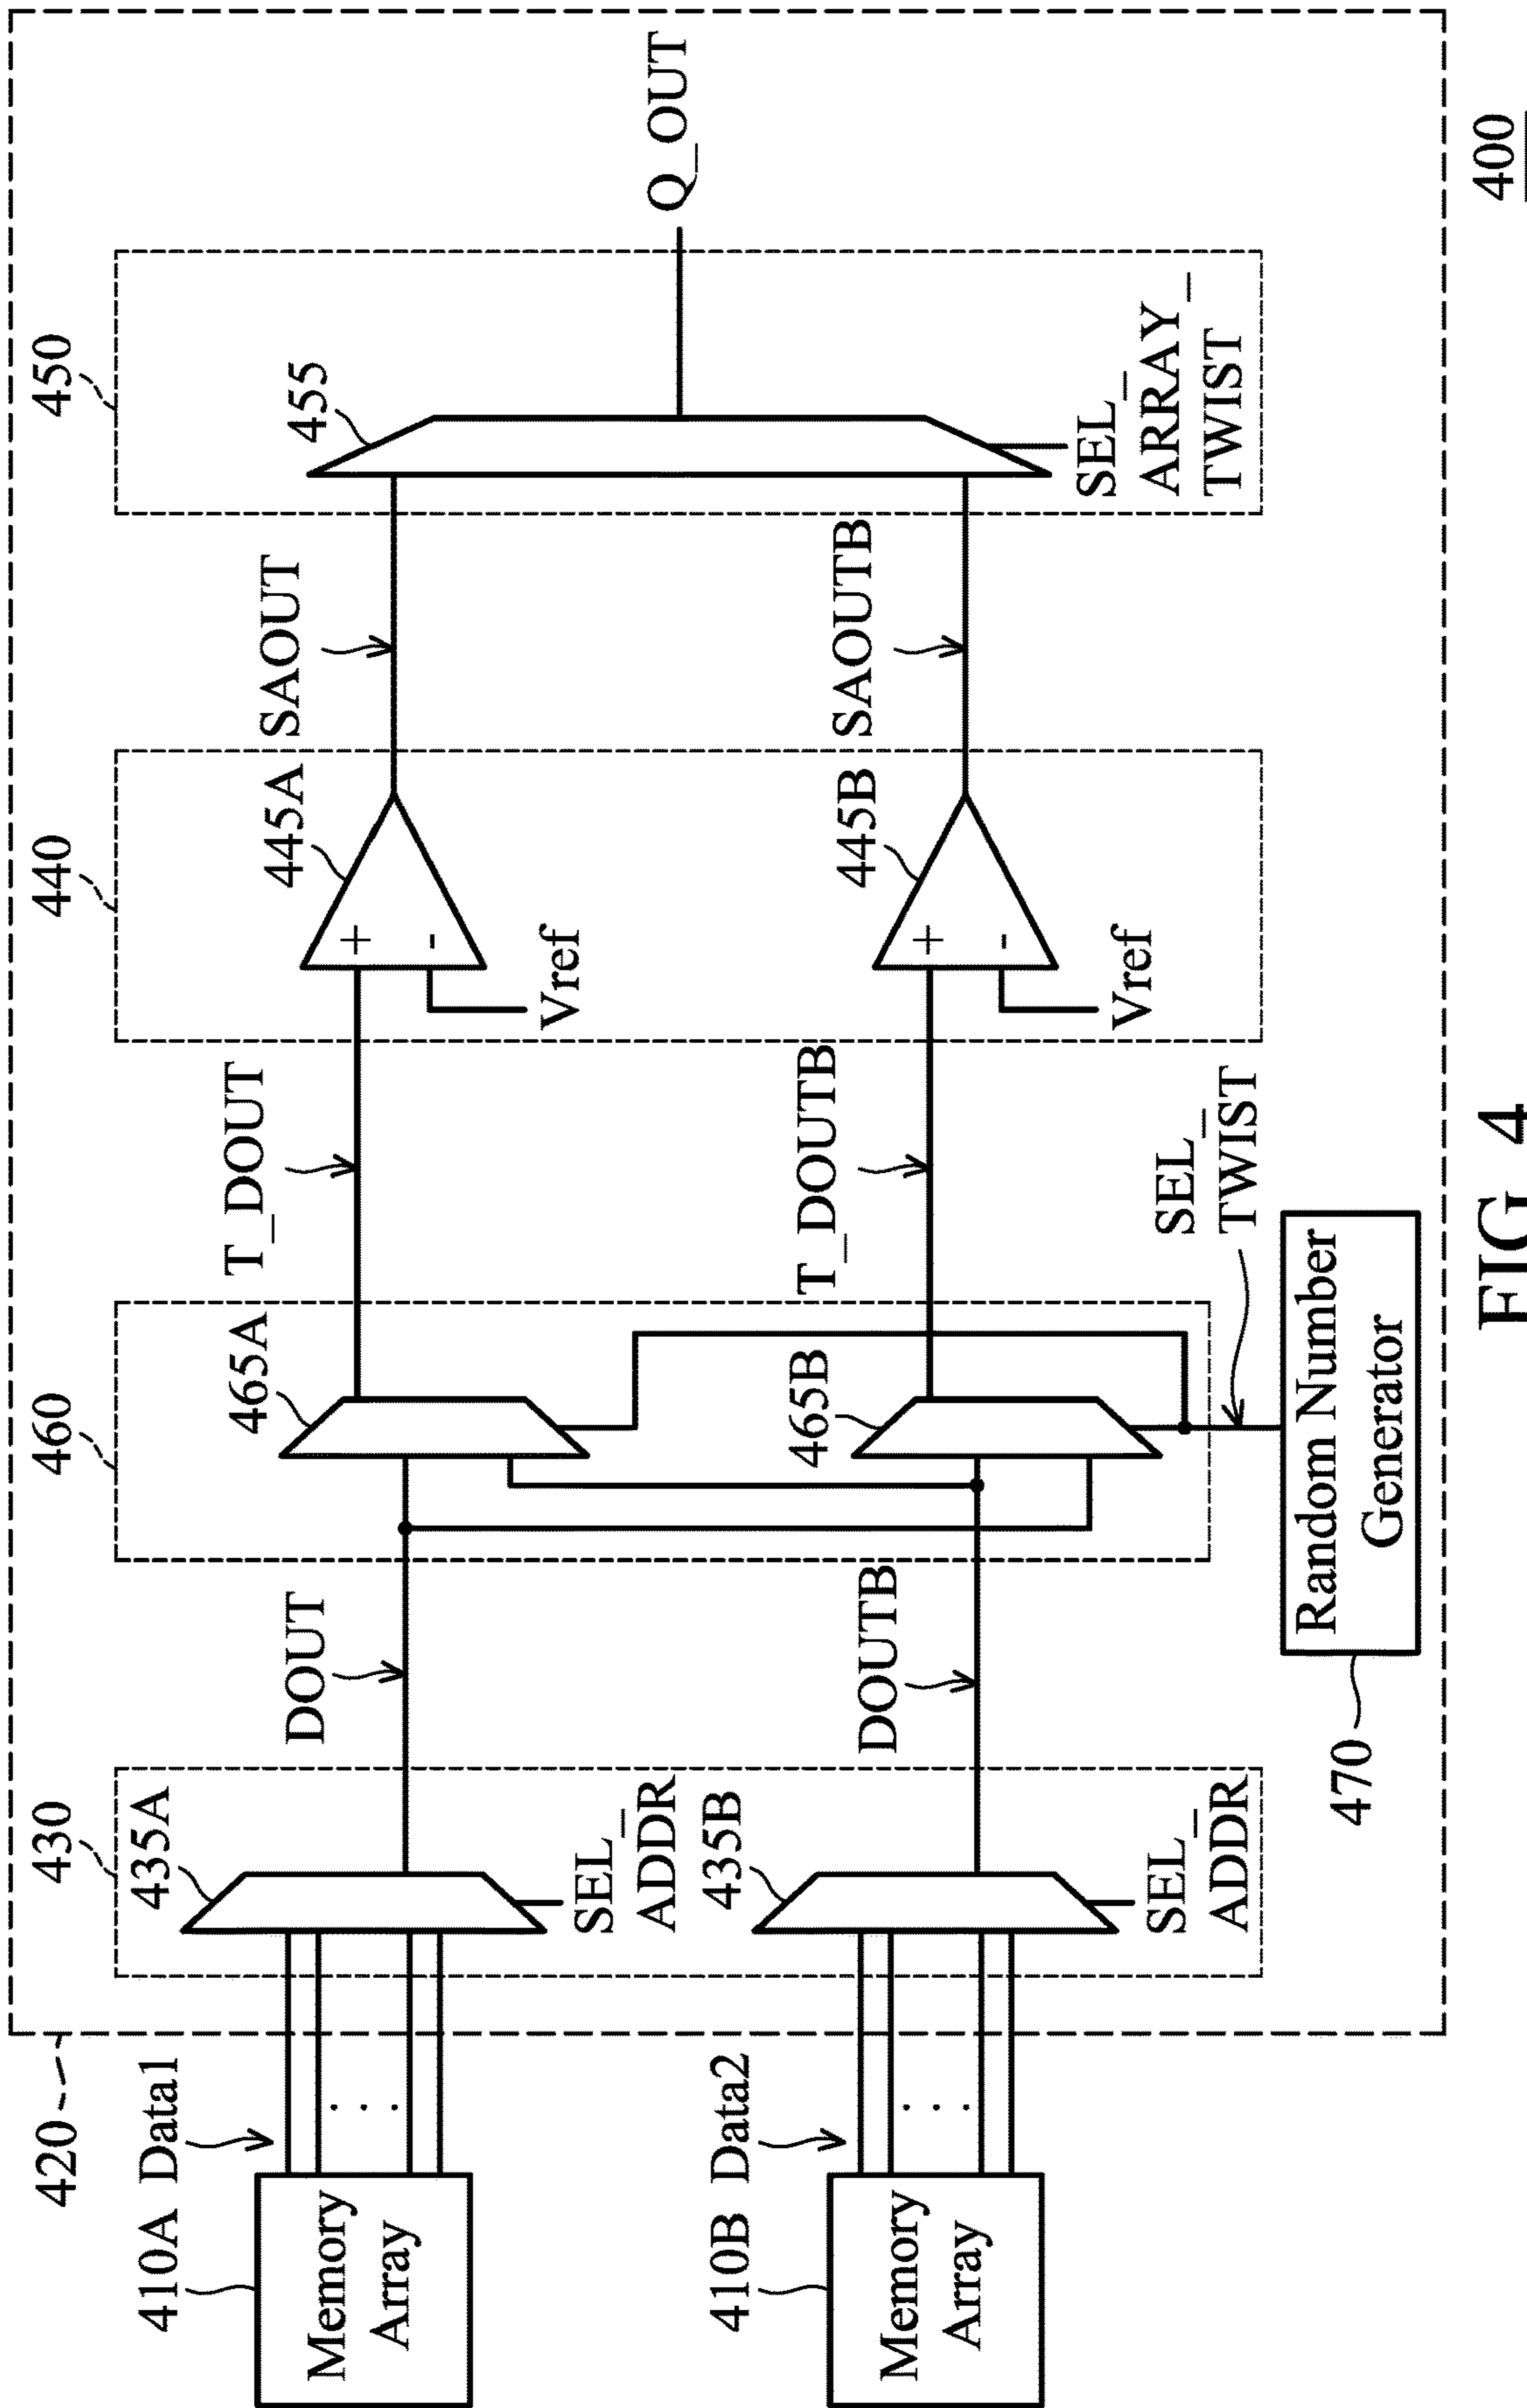 420
410A
Data1
Memory
Array
. . .
410B
Data2
Memory
Array
. . .
430
435A
SEL_
ADDR
435B
SEL_
ADDR
DOUT
DOUTB
460
465A
465B
470
Random Number
Generator
SEL_
TWIST
T_DOUT
T_DOUTB
440
445A
+
-
Vref
445B
+
-
Vref
SAOUT
SAOUTB
450
455
SEL_
ARRAY_
TWIST
Q_OUT
400
FIG. 4